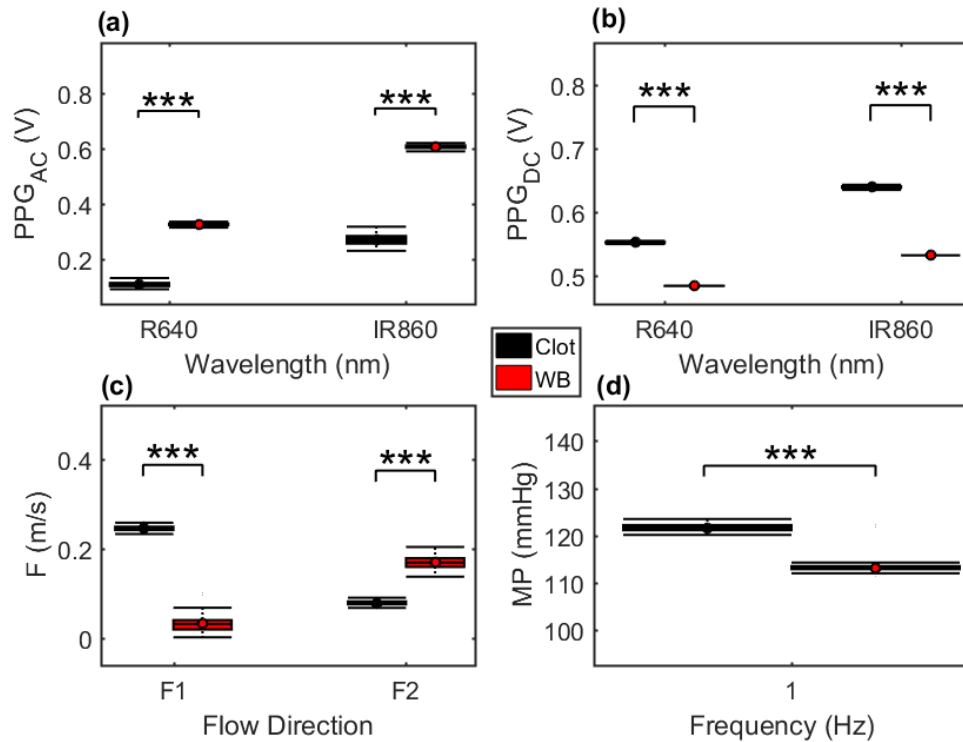 (a)
*** ***
PPG_AC (V)
0.8
0.6
0.4
0.2
R640 IR860
Wavelength (nm)
(b)
*** ***
PPG_DC (V)
0.8
0.7
0.6
0.5
R640 IR860
Wavelength (nm)
Clot
WB
(c)
*** ***
F (m/s)
0.4
0.2
0
F1 F2
Flow Direction
(d)
***
MP (mmHg)
140
130
120
110
100
1
Frequency (Hz)